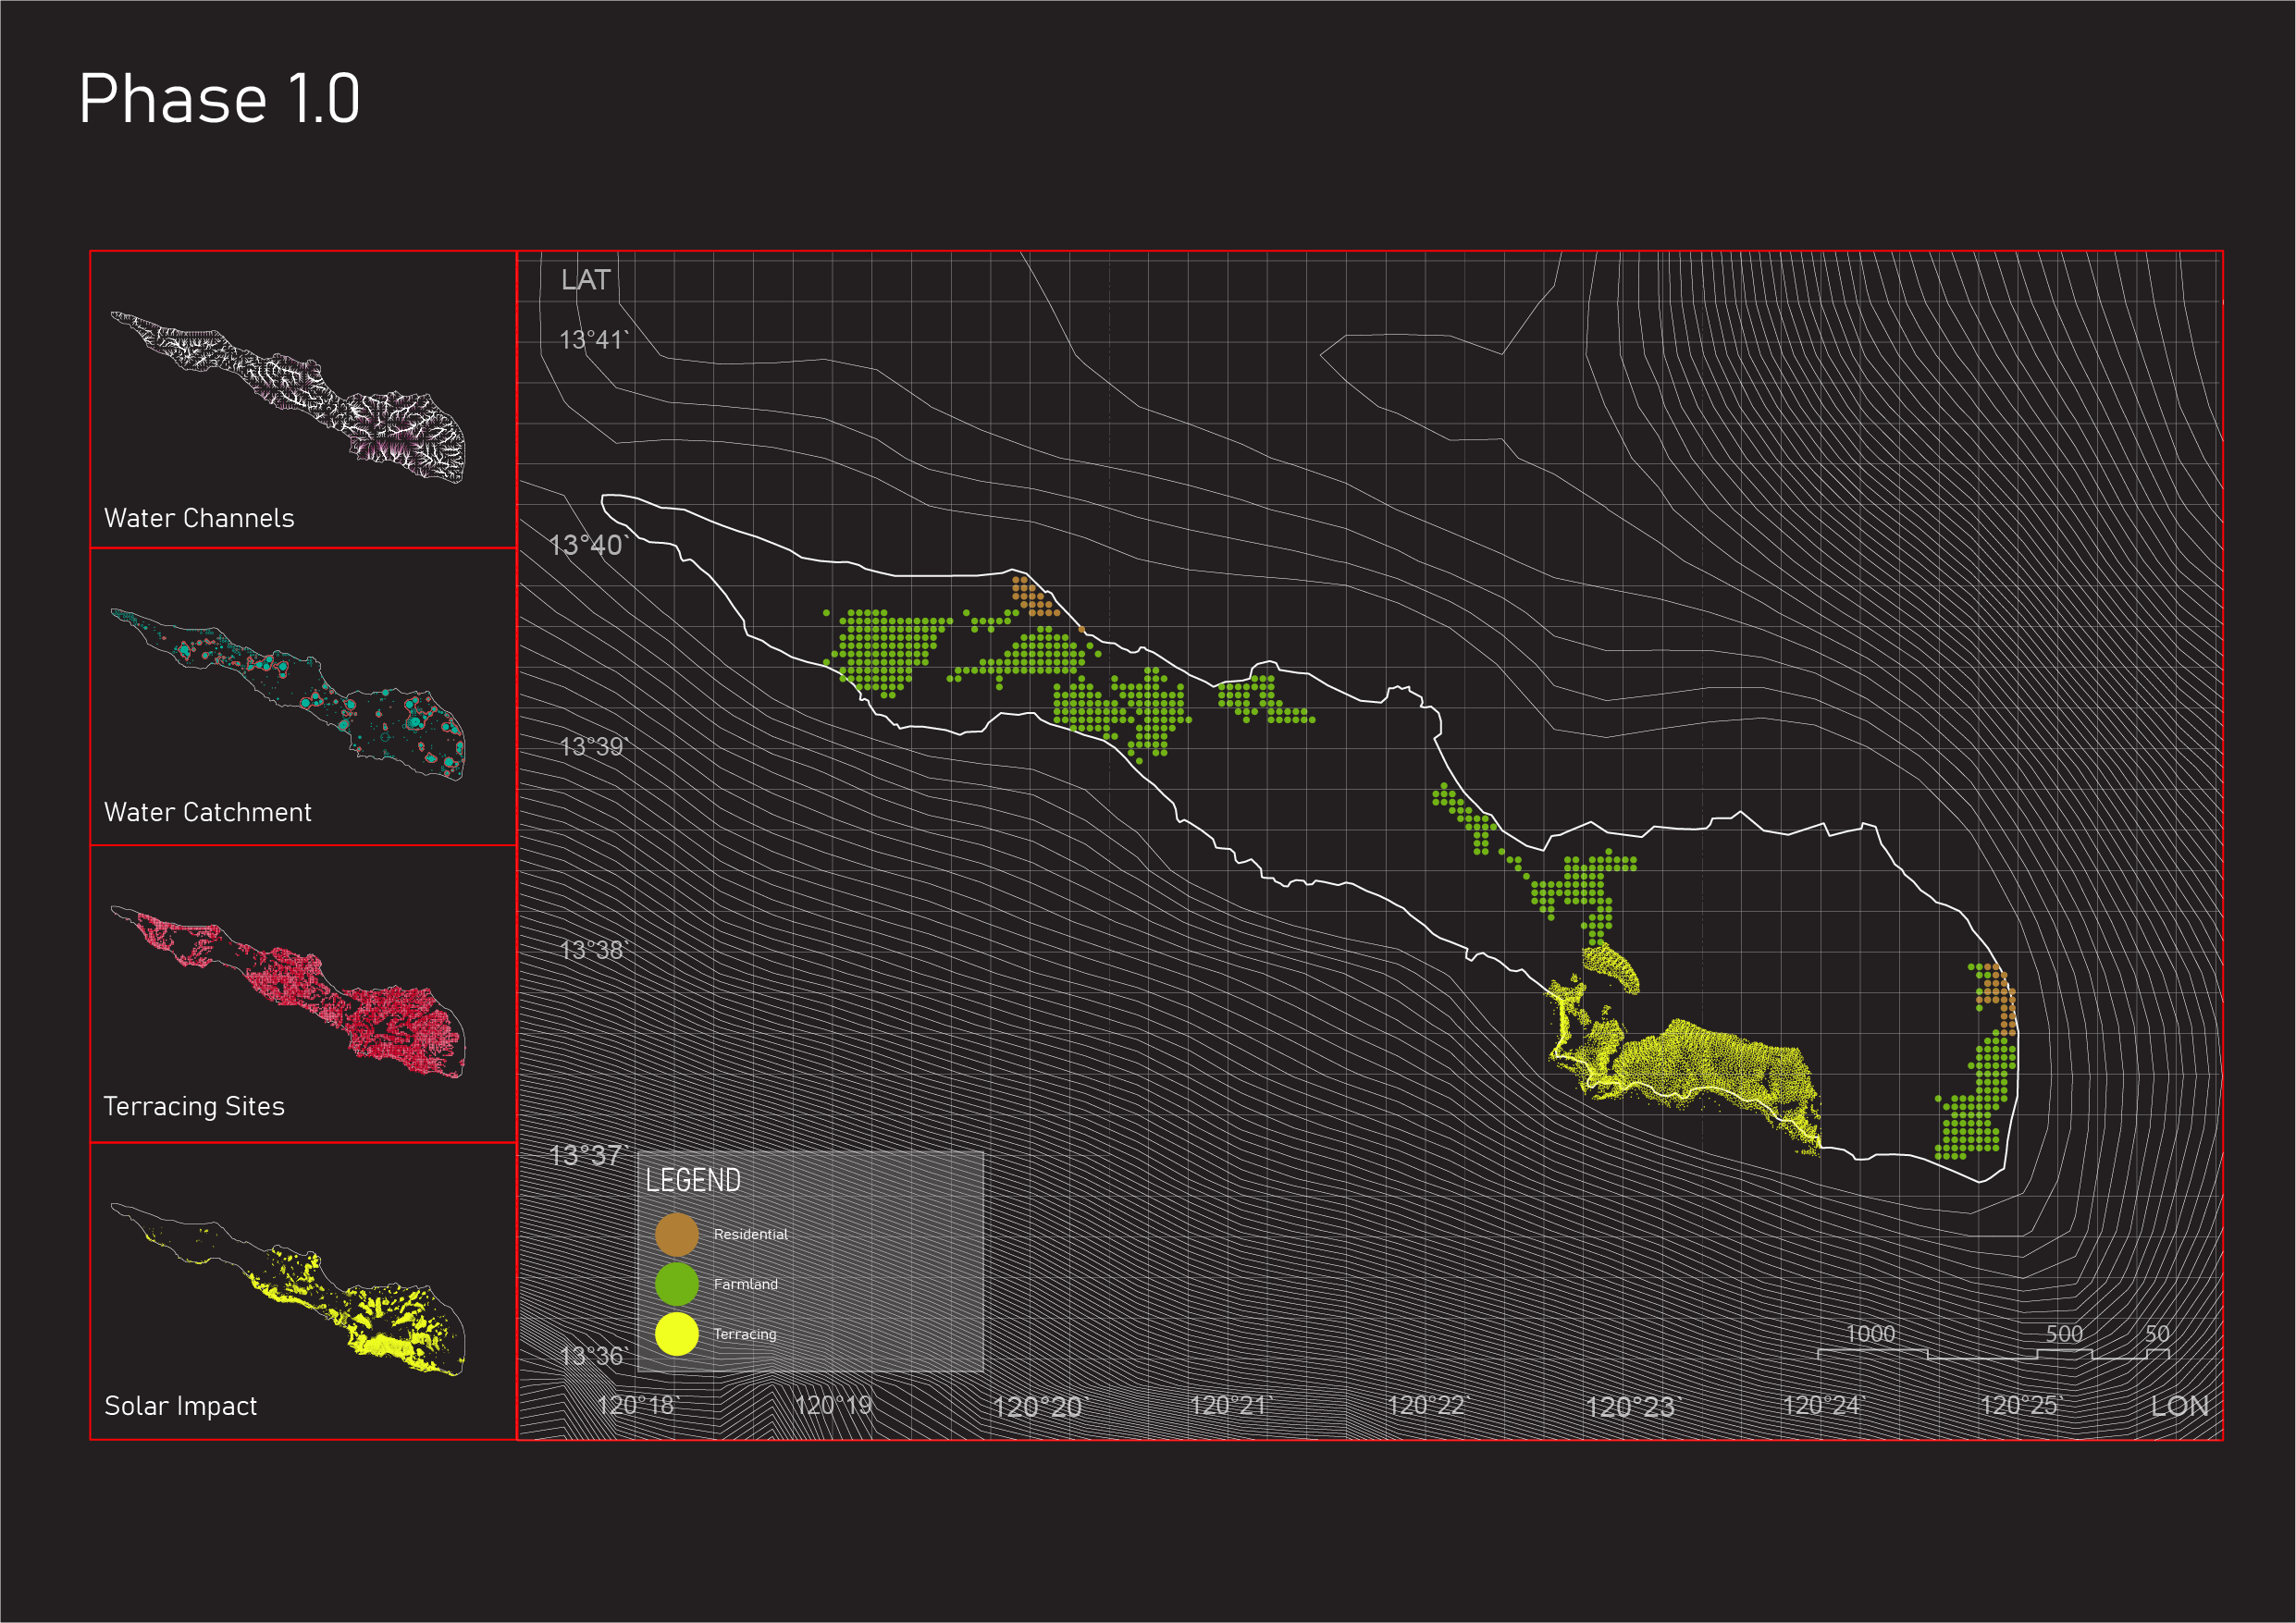 Phase 1.0
Water Channels
Water Catchment
Terracing Sites
Solar Impact
LAT
13°41`
13°40`
13°39`
13°38`
13°37`
13°36`
LEGEND
Residential
Farmland
Terracing
1000 500 50
120°18` 120°19` 120°20` 120°21` 120°22` 120°23` 120°24` 120°25` LON